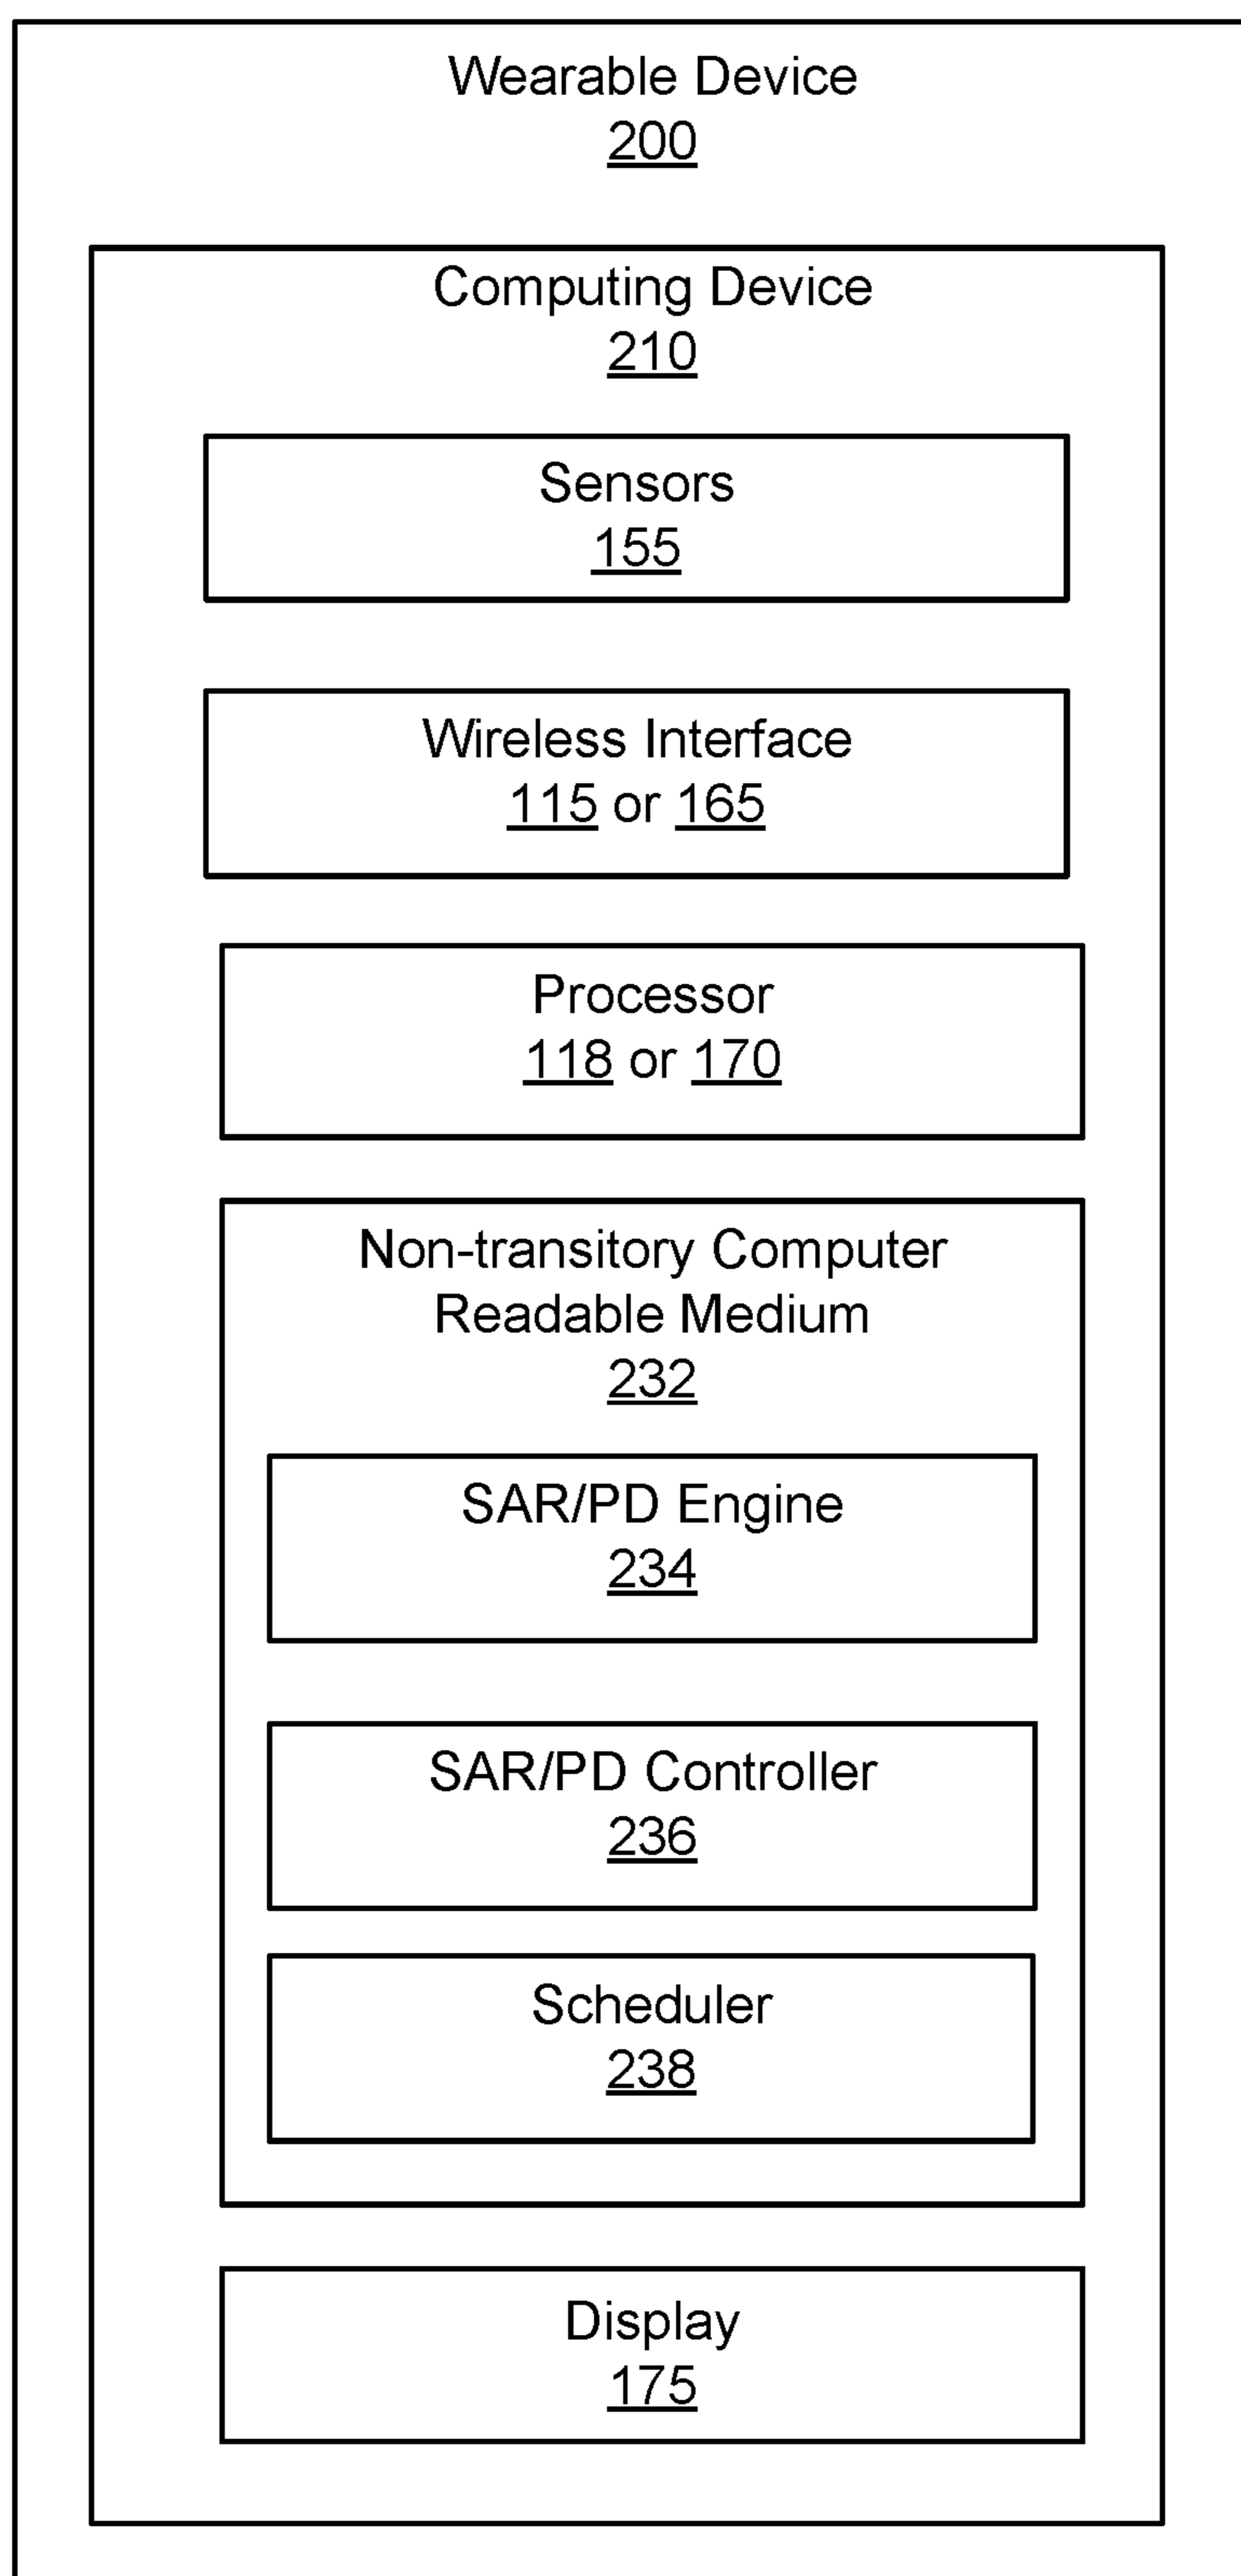 Wearable Device
200
Computing Device
210
Sensors
155
Wireless Interface
115 or 165
Processor
118 or 170
Non-transitory Computer
Readable Medium
232
SAR/PD Engine
234
SAR/PD Controller
236
Scheduler
238
Display
175